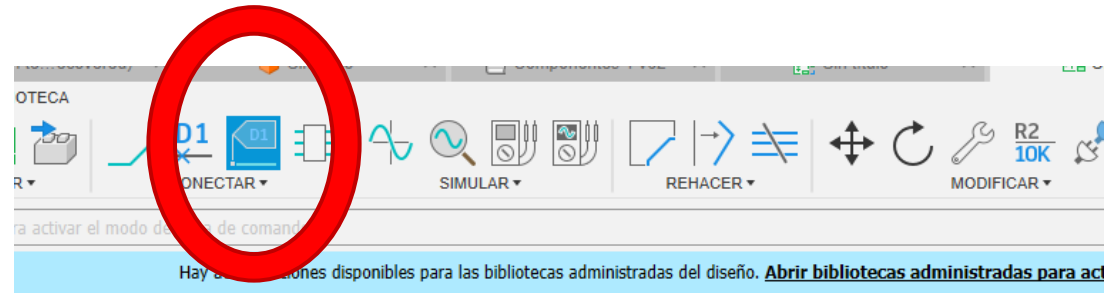 OTECA
D1
D1
R2
10K
R
ONECTAR
SIMULAR
REHACER
MODIFICAR
ra activar el modo de de comand
Hay ones disponibles para las bibliotecas administradas del diseño. Abrir bibliotecas administradas para act